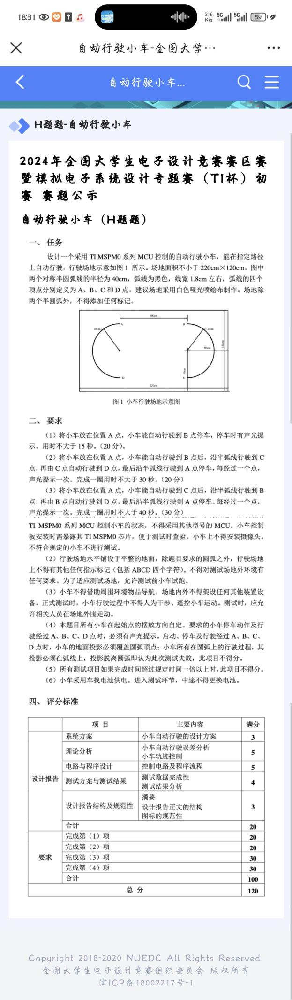 18:31
216 K/s 5G 5G 59
自动行驶小车-全国大学…
自动行驶小车...
H题题-自动行驶小车
2024年全国大学生电子设计竞赛赛区赛
暨模拟电子系统设计专题赛（TI杯）初
赛 赛题公示
自动行驶小车（H题题）
一、 任务
设计一个采用 TI MSPM0 系列 MCU 控制的自动行驶小车，能在指定路径
上自动行驶，行驶场地示意如图 1 所示。场地面积不小于 220cm×120cm。图中
两个对称半圆弧线的半径为 40cm，弧线为黑色，线宽 1.8cm 左右，弧线的四个
顶点分别定义为 A、B、C 和 D 点。建议场地采用白色哑光喷绘布制作。场地除
两个半圆弧外，不得添加任何标记。
100cm
A
B
40cm
40cm
60cm
120cm
60cm
D
C
220cm
图 1 小车行驶场地示意图
二、 要求
（1）将小车放在位置 A 点，小车能自动行驶到 B 点停车，停车时有声光提
示。用时不大于 15 秒。（20 分）。
（2）将小车放在位置 A 点，小车能自动行驶到 B 点后，沿半弧线行驶到 C
点，再由 C 点自动行驶到 D 点，最后沿半弧线行驶到 A 点停车，每经过一个点，
声光提示一次。完成一圈用时不大于 30 秒。（20 分）
（3）将小车放在位置 A 点，小车能自动行驶到 C 点后，沿半弧线行驶到 B
点，再由 B 点自动行驶到 D 点，最后沿半弧线行驶到 A 点停车。每经过一个点，
声光提示一次。完成一圈用时不大于 40 秒。（30 分）
TI MSPM0 系列 MCU 控制小车的状态，不得采用其他型号的 MCU。小车控制
板安装时需暴露其 TI MSPM0 芯片，便于测试时查验。小车上不得安装摄像头。
不符合规定的小车不进行测试。
（2）行驶场地水平铺设于平整的地面，除题目要求的圆弧之外，行驶场地
上不得有其他任何指示标记（包括 ABCD 四个字符）。不得对测试场地外环境有
任何要求。为了适应测试场地，允许测试前小车试跑。
（3）小车不得借助周围环境物品导航。场地内外不得架设任何其他装置设
备。正式测试时，小车行驶过程中不得人为干涉、遥控小车运动。测试时，应允
许相关人员在场地外围走动。
（4）本题目所有小车在起始点的摆放方向自定。要求的小车停车动作及行
驶经过 A、B、C、D 点时，必须有声光提示。启动、停车及行驶经过 A、B、C、
D 点时，小车的地面投影必须覆盖圆弧顶点；小车所有在圆弧上的行驶过程，其
投影必须在弧线上，投影脱离圆弧即认为此次测试失败，此项目不得分。
（5）所有测试项目如果完成时间超过规定时间一倍以上时，此项目不得分。
（6）小车采用车载电池供电。进入测试环节，中途不得更换电池。
四、 评分标准
项 目 主要内容 满分
设计报告
系统方案 小车自动行驶的设计方案 3
理论分析 小车自动行驶误差分析 5
小车轨迹控制
电路与程序设计 控制电路及程序流程 5
测试方案与测试结果 测试数据完成性 4
测试结果分析
设计报告结构及规范性 摘要 3
设计报告正文的结构
图标的规范性
合计 20
要求
完成第（1）项 20
完成第（2）项 20
完成第（3）项 30
完成第（4）项 30
合计 100
总 分 120
Copyright 2018-2020 NUEDC All Rights Reserved.
全国大学生电子设计竞赛组织委员会 版权所有
津ICP备18002217号-1